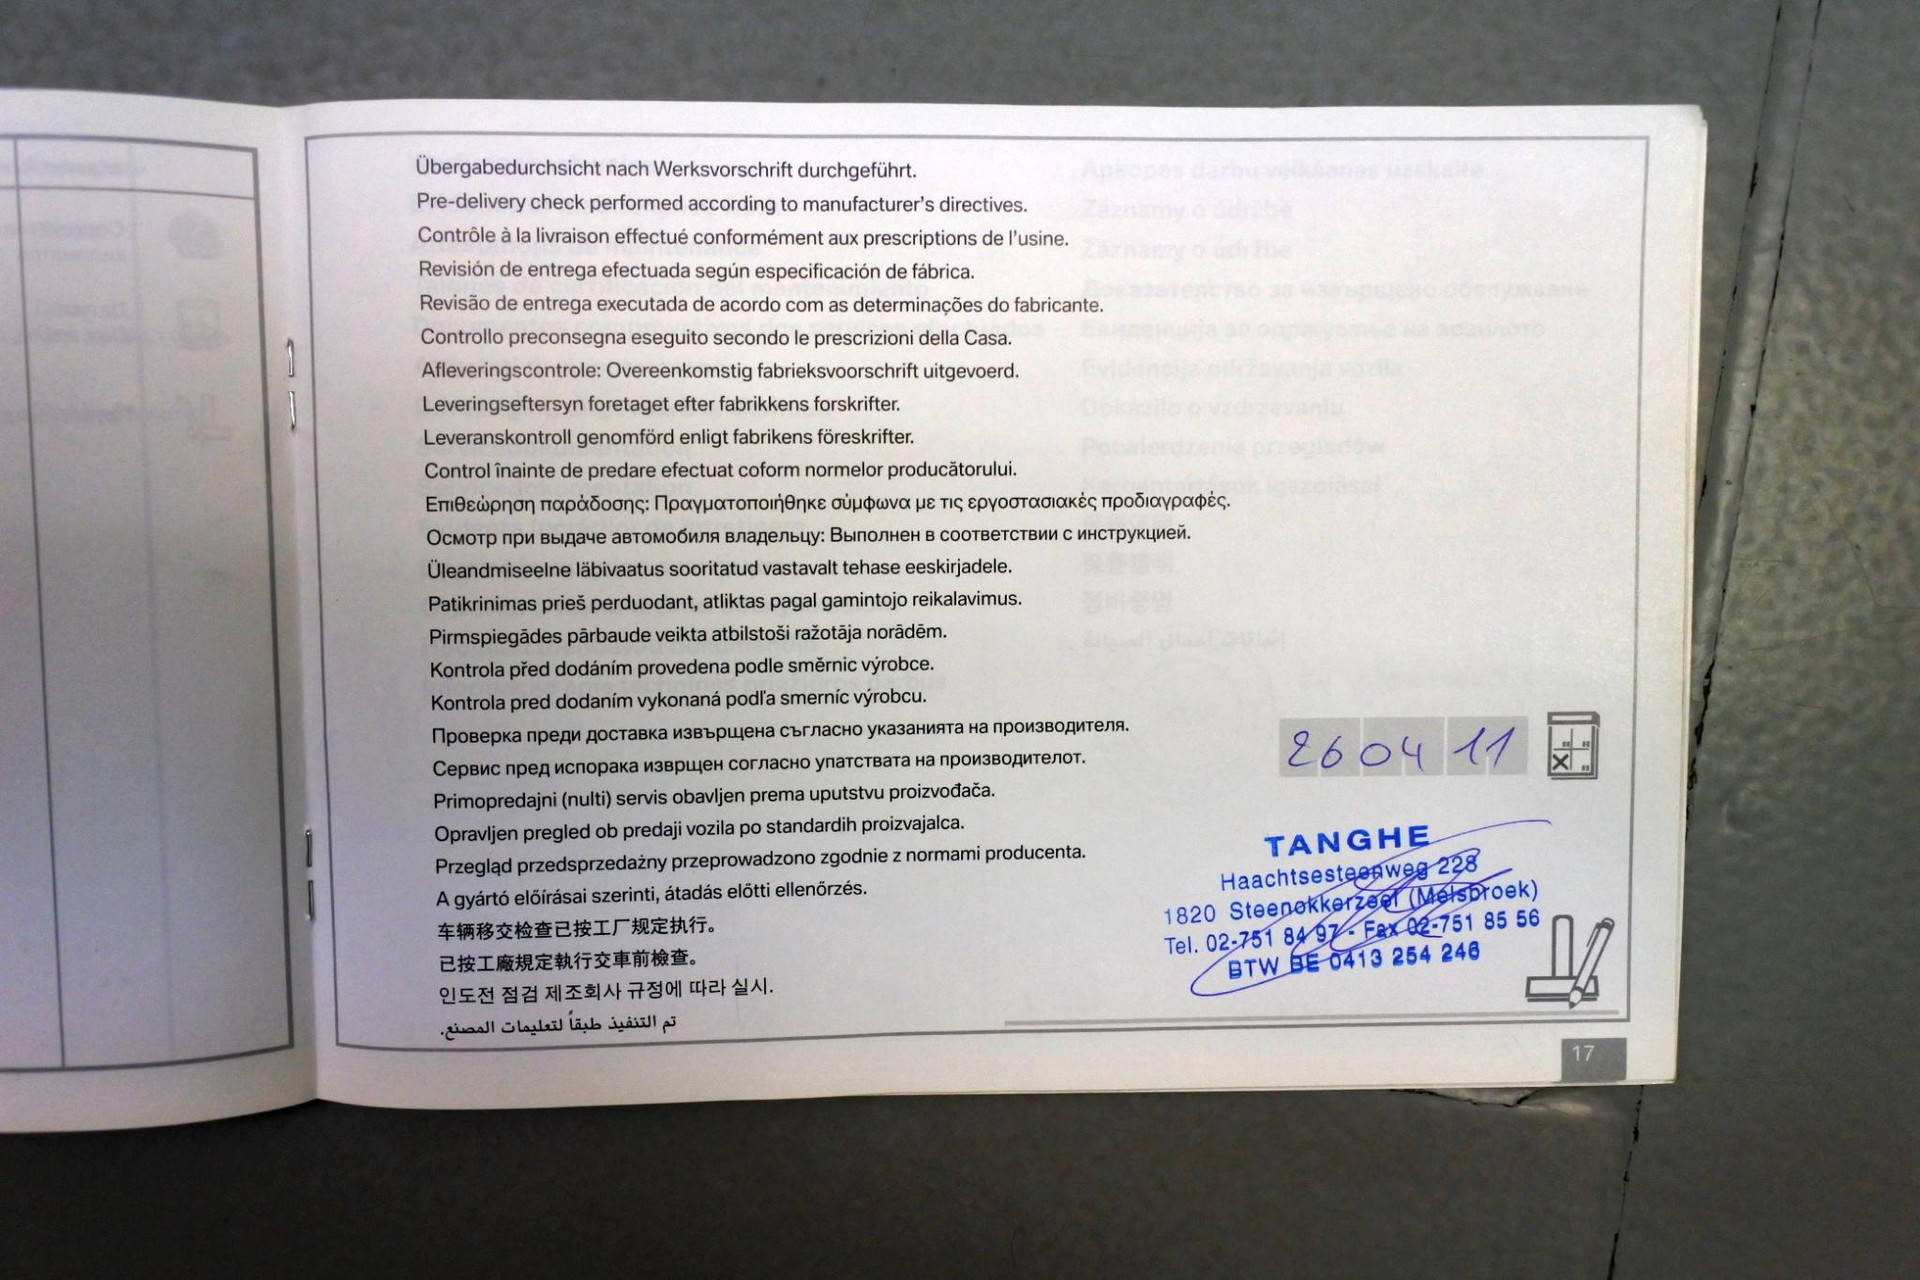 Übergabedurchsicht nach Werksvorschrift durchgeführt.
Pre-delivery check performed according to manufacturer's directives.
Contrôle à la livraison effectué conformément aux prescriptions de l'usine.
Revisión de entrega efectuada según especificación de fábrica.
Revisão de entrega executada de acordo com as determinações do fabricante.
Controllo preconsegna eseguito secondo le prescrizioni della Casa.
Afleveringscontrole: Overeenkomstig fabrieksvoorschrift uitgevoerd.
Leveringseftersyn foretaget efter fabrikkens forskrifter.
Leveranskontroll genomförd enligt fabrikens föreskrifter.
Control înainte de predare efectuat coform normelor producătorului.
Επιθεώρηση παράδοσης: Πραγματοποιήθηκε σύμφωνα με τις εργοστασιακές προδιαγραφές.
Осмотр при выдаче автомобиля владельцу: Выполнен в соответствии с инструкцией.
Üleandmiseelne läbivaatus sooritatud vastavalt tehase eeskirjadele.
Patikrinimas prieš perduodant, atliktas pagal gamintojo reikalavimus.
Pirmspiegādes pārbaude veikta atbilstoši ražotāja norādēm.
Kontrola před dodáním provedena podle směrnic výrobce.
Kontrola pred dodaním vykonaná podľa smerníc výrobcu.
Проверка преди доставка извършена съгласно указанията на производителя.
Сервис пред испорака изврщен согласно упатствата на производителот.
Primopredajni (nulti) servis obavljen prema uputstvu proizvođača.
Opravljen pregled ob predaji vozila po standardih proizvajalca.
Przegląd przedsprzedażny przeprowadzono zgodnie z normami producenta.
A gyártó előírásai szerinti, átadás előtti ellenőrzés.
车辆移交检查已按工厂规定执行。
已按工廠規定執行交車前檢查。
인도전 점검 제조회사 규정에 따라 실시.
تم التنفيذ طبقاً لتعليمات المصنع.
26 04 11
TANGHE
Haachtsesteenweg 228
1820 Steenokkerzeel (Melsbroek)
Tel. 02-751 84 97 - Fax 02-751 85 56
BTW BE 0413 254 246
17